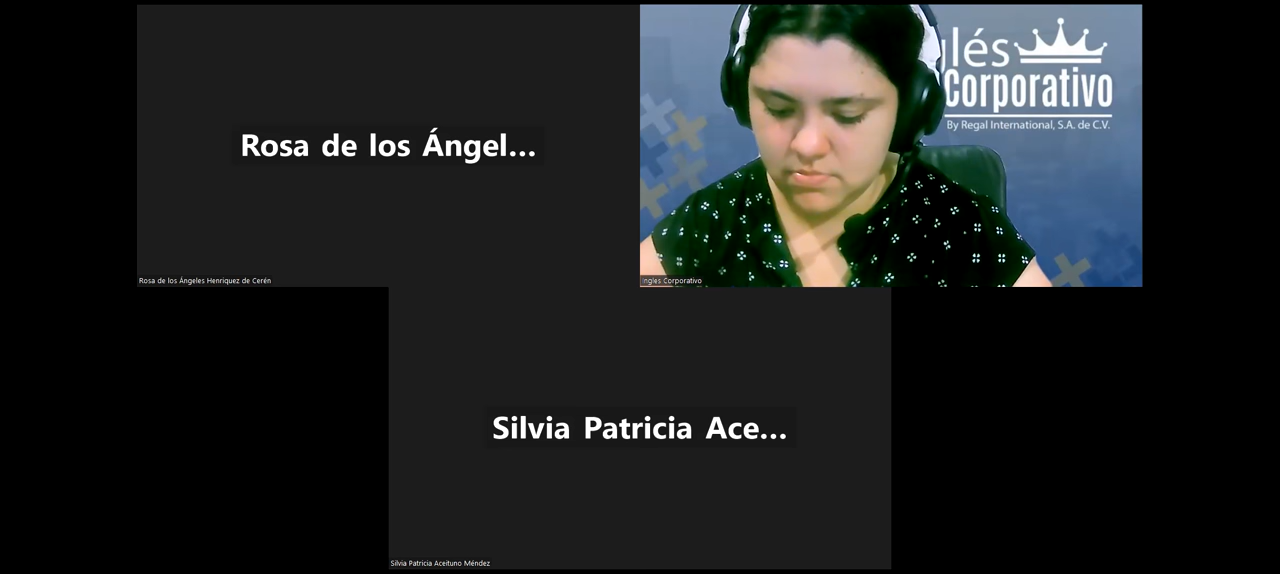 Rosa de los Ángel...
Rosa de los Ángeles Henriquez de Cerén
lés
Corporativo
By Regal International, S.A. de C.V.
Ingles Corporativo
Silvia Patricia Ace...
Silvia Patricia Aceituno Méndez